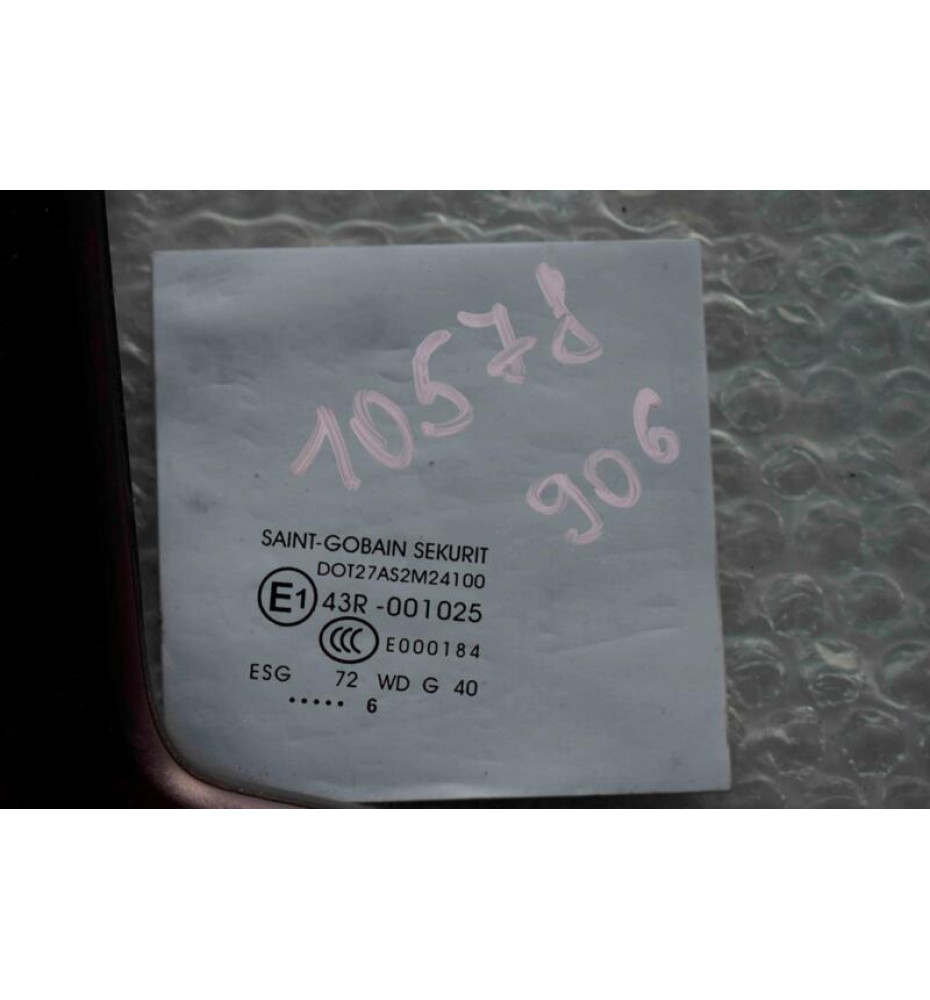 10578
906
SAINT-GOBAIN SEKURIT
DOT27AS2M24100
E1 43R -001025
CCC E000184
ESG 72 WD G 40
••••• 6